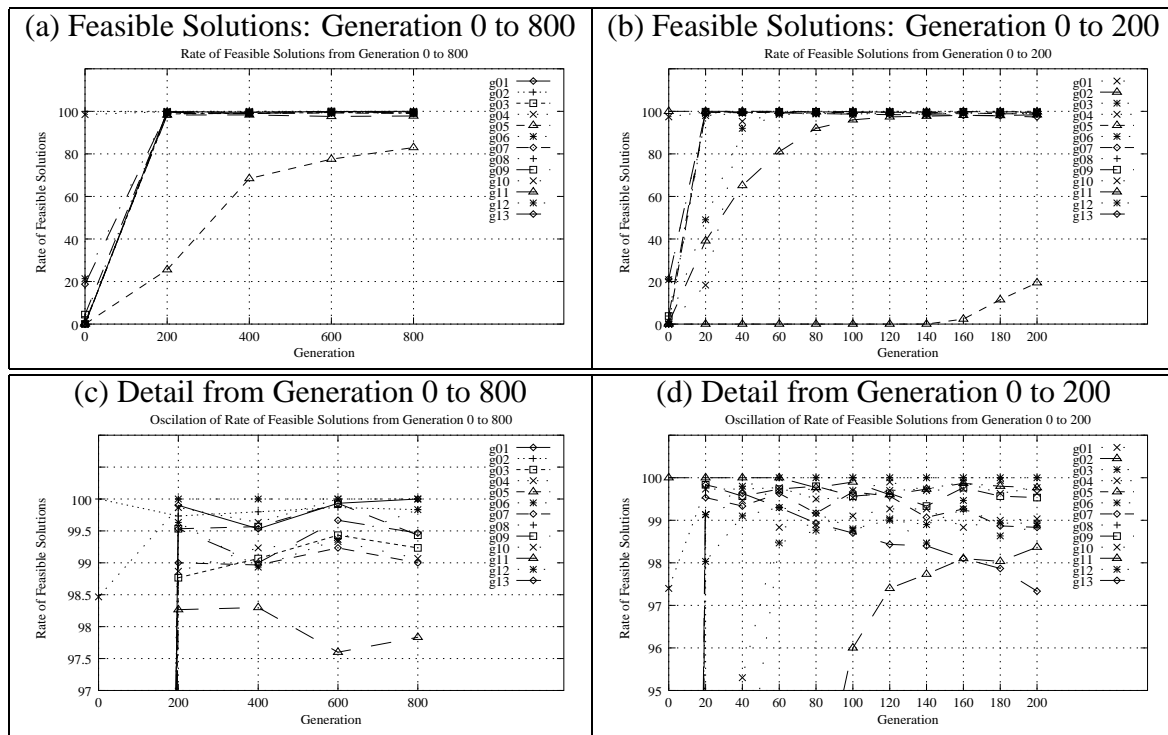 (a) Feasible Solutions: Generation 0 to 800
Rate of Feasible Solutions from Generation 0 to 800
Rate of Feasible Solutions
100
80
60
40
20
0
0 200 400 600 800
Generation
g01
g02
g03
g04
g05
g06
g07
g08
g09
g10
g11
g12
g13
(b) Feasible Solutions: Generation 0 to 200
Rate of Feasible Solutions from Generation 0 to 200
Rate of Feasible Solutions
100
80
60
40
20
0
0 20 40 60 80 100 120 140 160 180 200
Generation
g01
g02
g03
g04
g05
g06
g07
g08
g09
g10
g11
g12
g13
(c) Detail from Generation 0 to 800
Oscilation of Rate of Feasible Solutions from Generation 0 to 800
Rate of Feasible Solutions
100
99.5
99
98.5
98
97.5
97
0 200 400 600 800
Generation
g01
g02
g03
g04
g05
g06
g07
g08
g09
g10
g11
g12
g13
(d) Detail from Generation 0 to 200
Oscillation of Rate of Feasible Solutions from Generation 0 to 200
Rate of Feasible Solutions
100
99
98
97
96
95
0 20 40 60 80 100 120 140 160 180 200
Generation
g01
g02
g03
g04
g05
g06
g07
g08
g09
g10
g11
g12
g13